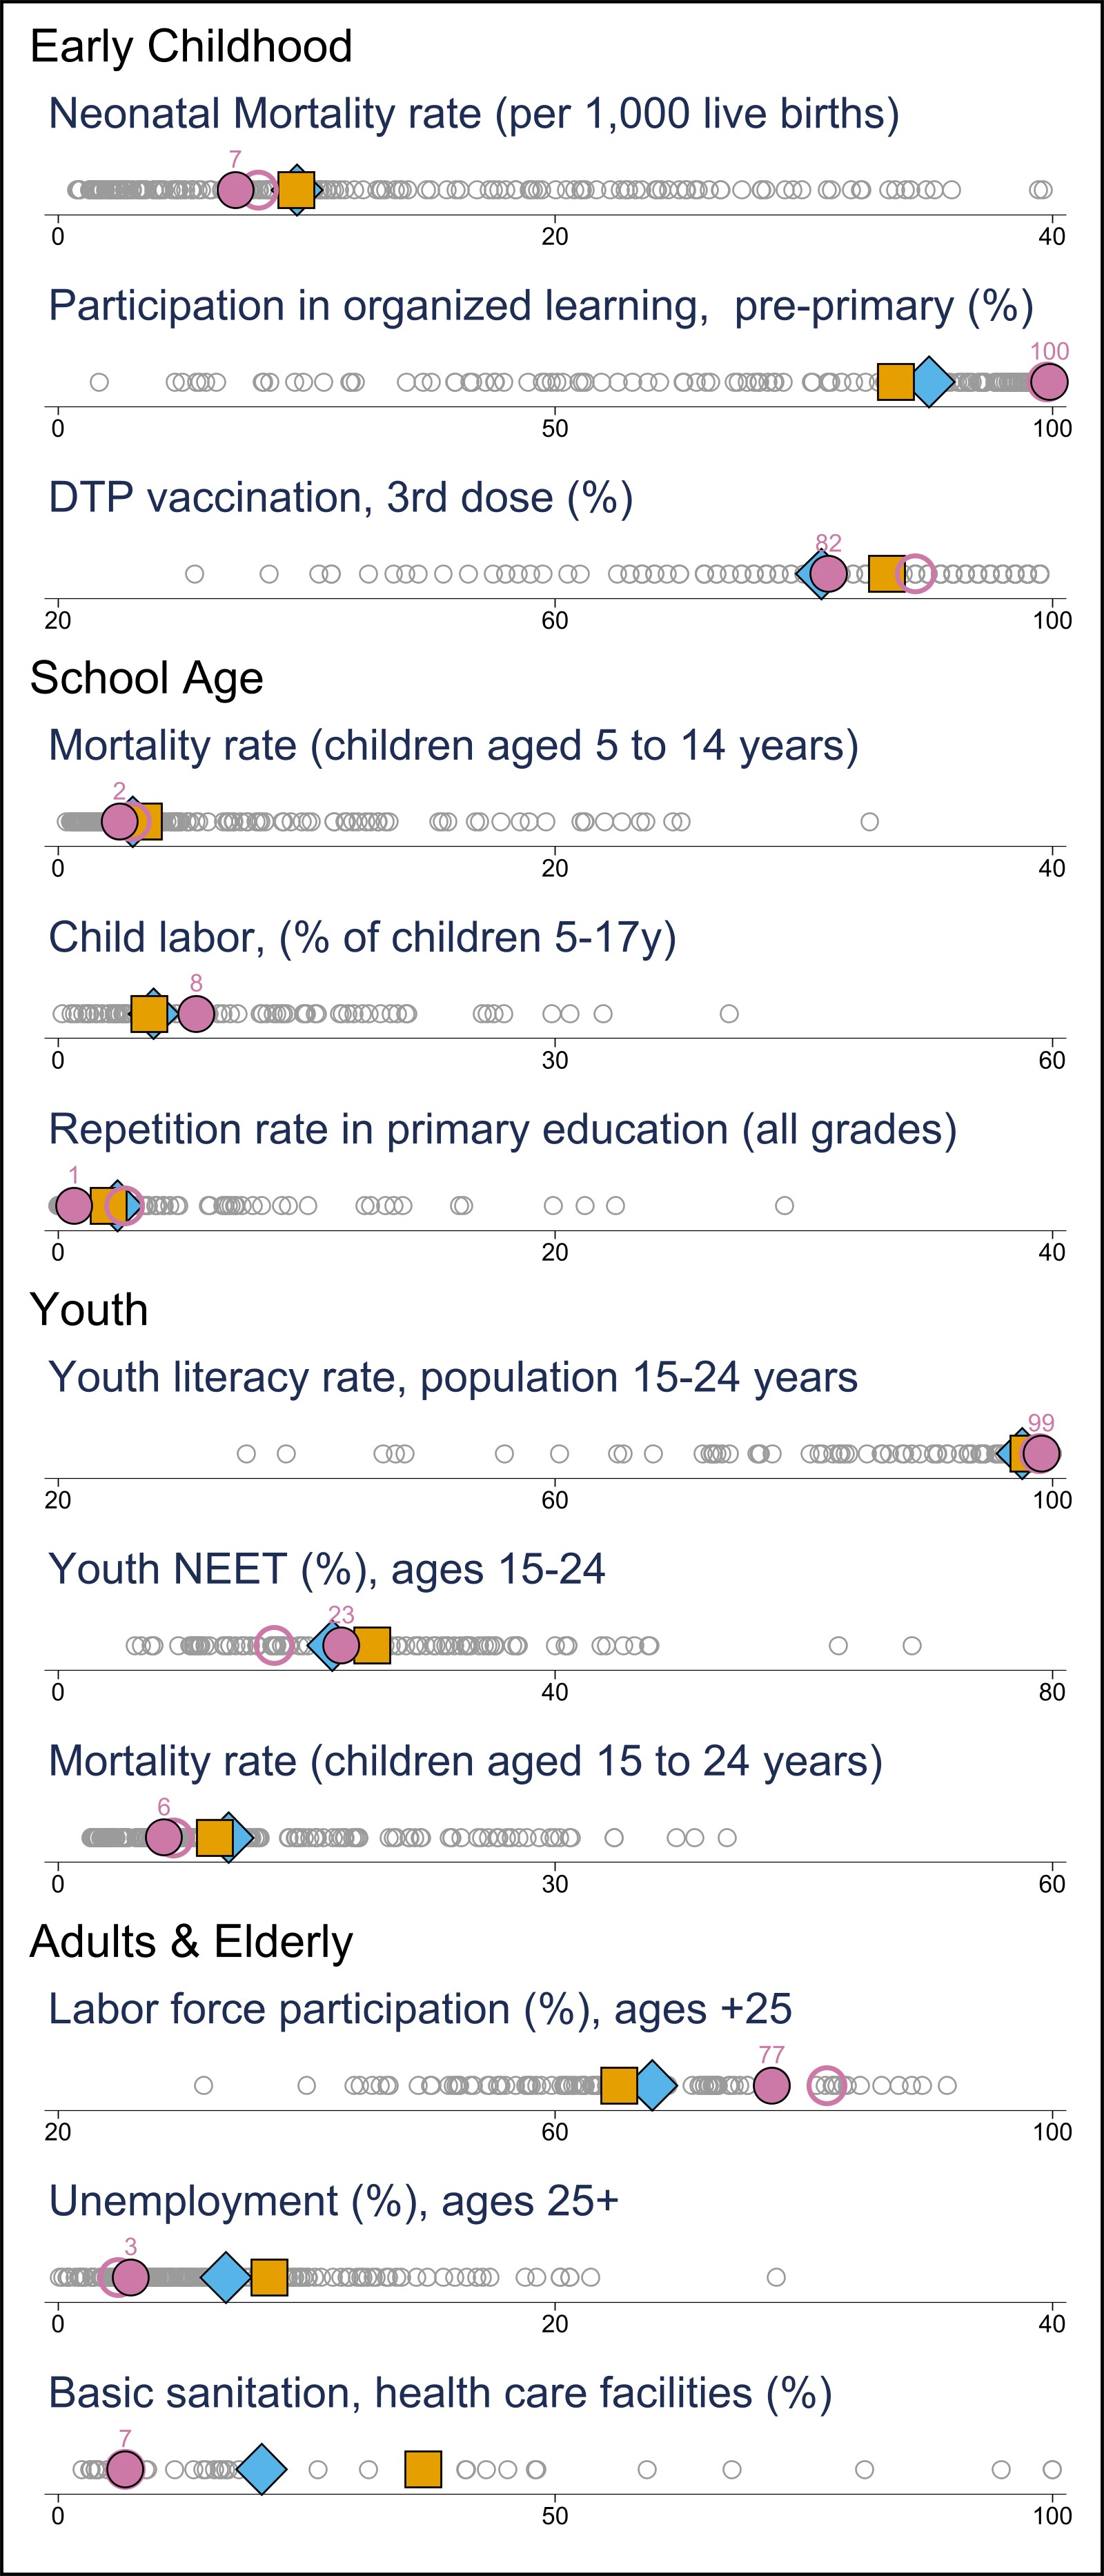 Early Childhood
Neonatal Mortality rate (per 1,000 live births)
7
0 20 40
Participation in organized learning,  pre-primary (%)
100
0 50 100
DTP vaccination, 3rd dose (%)
82
20 60 100
School Age
Mortality rate (children aged 5 to 14 years)
2
0 20 40
Child labor, (% of children 5-17y)
8
0 30 60
Repetition rate in primary education (all grades)
1
0 20 40
Youth
Youth literacy rate, population 15-24 years
99
20 60 100
Youth NEET (%), ages 15-24
23
0 40 80
Mortality rate (children aged 15 to 24 years)
6
0 30 60
Adults & Elderly
Labor force participation (%), ages +25
77
20 60 100
Unemployment (%), ages 25+
3
0 20 40
Basic sanitation, health care facilities (%)
7
0 50 100